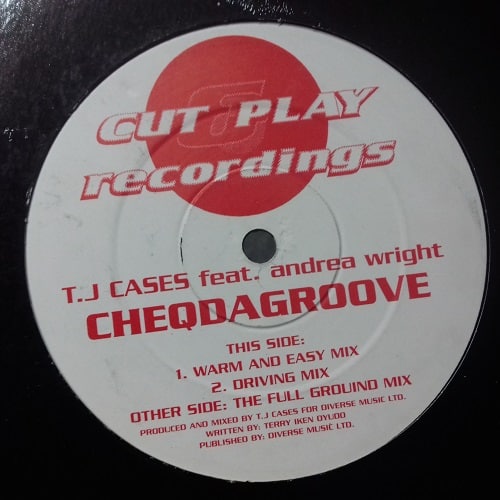 CUT & PLAY
recordings
T.J CASES feat. andrea wright
CHEQDAGROOVE
THIS SIDE:
1. WARM AND EASY MIX
2. DRIVING MIX
OTHER SIDE: THE FULL GROUND MIX
PRODUCED AND MIXED BY T.J CASES FOR DIVERSE MUSIC LTD.
WRITTEN BY: TERRY IKEN OYUDO
PUBLISHED BY: DIVERSE MUSIC LTD.